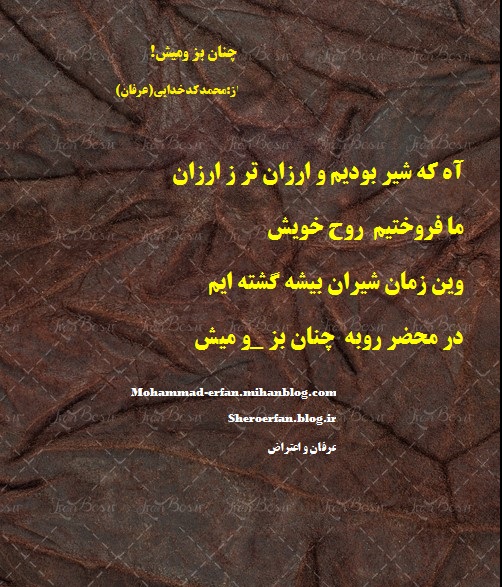 چنان بز ومیش!
از:محمدکدخدایی(عرفان)
آه که شیر بودیم و ارزان تر ز ارزان
ما فروختیم روح خویش
وین زمان شیران بیشه گشته ایم
در محضر روبه چنان بز _و میش
Mohammad-erfan.mihanblog.com
Sheroerfan.blog.ir
عرفان و اعتراض